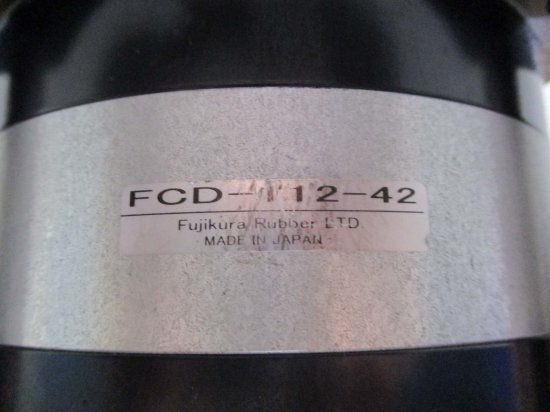 FCD-112-42
Fujikura Rubber LTD
MADE IN JAPAN